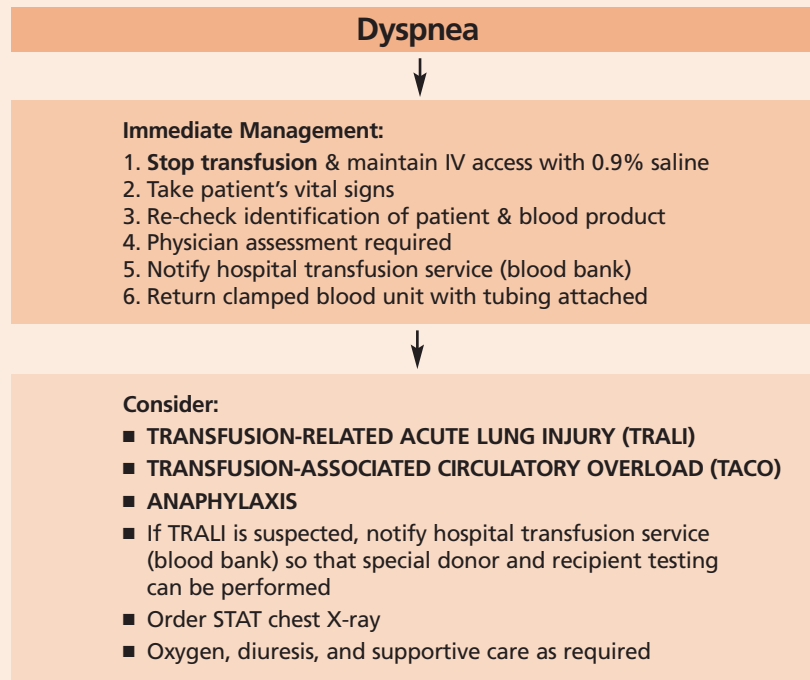 Dyspnea
Immediate Management:
1. Stop transfusion & maintain IV access with 0.9% saline
2. Take patient's vital signs
3. Re-check identification of patient & blood product
4. Physician assessment required
5. Notify hospital transfusion service (blood bank)
6. Return clamped blood unit with tubing attached
Consider:
■ TRANSFUSION-RELATED ACUTE LUNG INJURY (TRALI)
■ TRANSFUSION-ASSOCIATED CIRCULATORY OVERLOAD (TACO)
■ ANAPHYLAXIS
■ If TRALI is suspected, notify hospital transfusion service
(blood bank) so that special donor and recipient testing
can be performed
■ Order STAT chest X-ray
■ Oxygen, diuresis, and supportive care as required